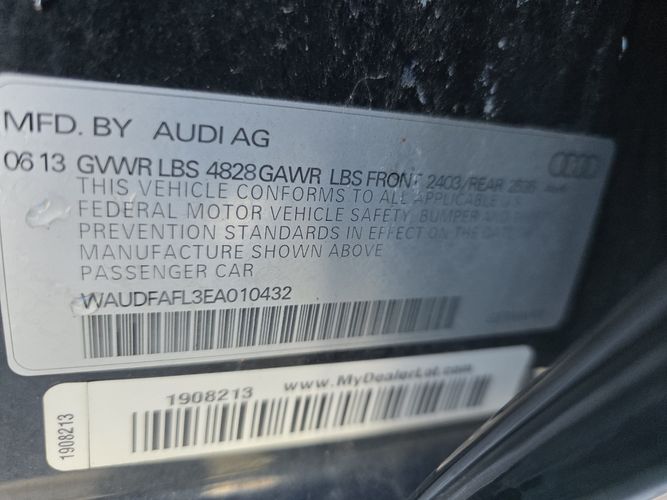 MFD. BY AUDI AG
06 13 GVWR LBS 4828 GAWR LBS FRONT 2403/REAR
THIS VEHICLE CONFORMS TO ALL APPLICABLE U.S.
FEDERAL MOTOR VEHICLE SAFETY, BUMPER AND
PREVENTION STANDARDS IN EFFECT ON THE DATE
MANUFACTURE SHOWN ABOVE
PASSENGER CAR
WAUDFAFL3EA010432
1908213 www.MyDealerLot.com
1908213